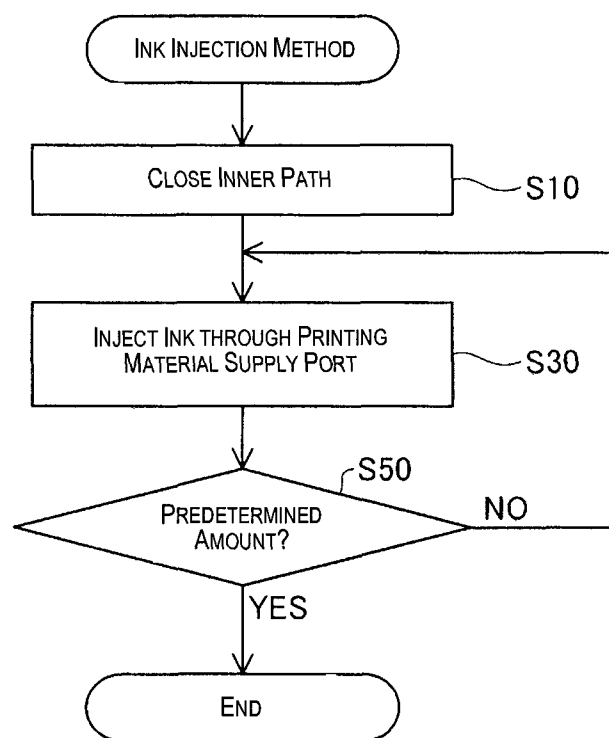 INK INJECTION METHOD
CLOSE INNER PATH
S10
INJECT INK THROUGH PRINTING
MATERIAL SUPPLY PORT
S30
S50
PREDETERMINED
AMOUNT?
NO
YES
END